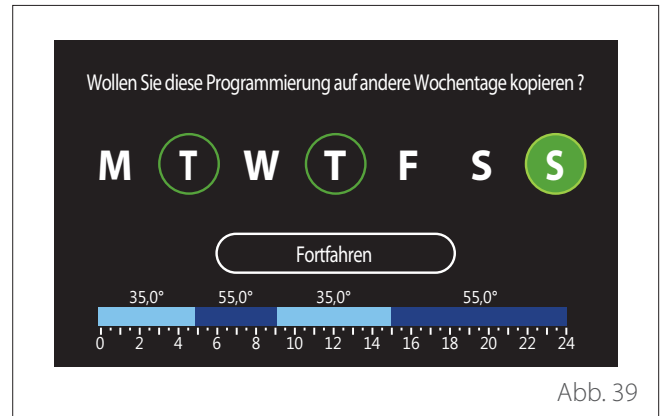 Wollen Sie diese Programmierung auf andere Wochentage kopieren ?
M T W T F S S
Fortfahren
35,0° 55,0° 35,0° 55,0°
0 2 4 6 8 10 12 14 16 18 20 22 24
Abb. 39